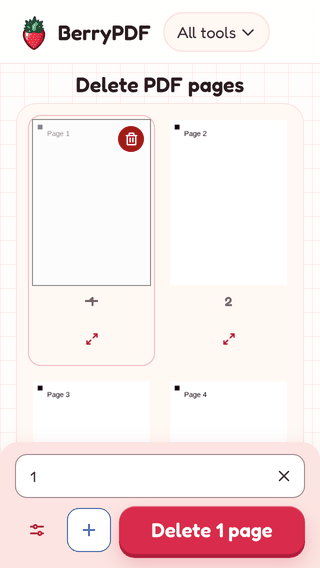 BerryPDF
All tools
Delete PDF pages
Page 1
Page 2
1
2
Page 3
Page 4
1
Delete 1 page